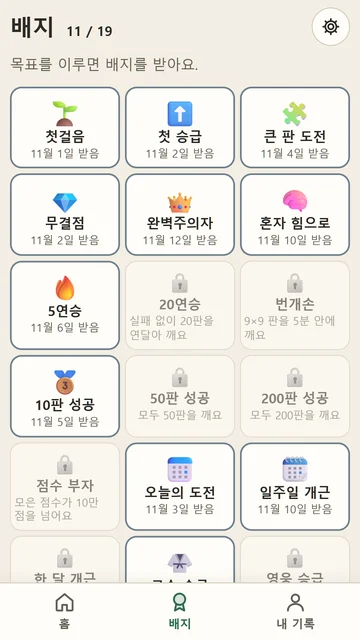 배지 11 / 19
목표를 이루면 배지를 받아요.
첫걸음
11월 1일 받음
첫 승급
11월 2일 받음
큰 판 도전
11월 4일 받음
무결점
11월 2일 받음
완벽주의자
11월 12일 받음
혼자 힘으로
11월 10일 받음
5연승
11월 6일 받음
20연승
실패 없이 20판을
연달아 깨요
번개손
9×9 판을 5분 안에
깨요
3
10판 성공
11월 5일 받음
50판 성공
모두 50판을 깨요
200판 성공
모두 200판을 깨요
점수 부자
모은 점수가 10만
점을 넘어요
오늘의 도전
11월 3일 받음
일주일 개근
11월 10일 받음
한 달 개근
영웅 승급
홈
배지
내 기록